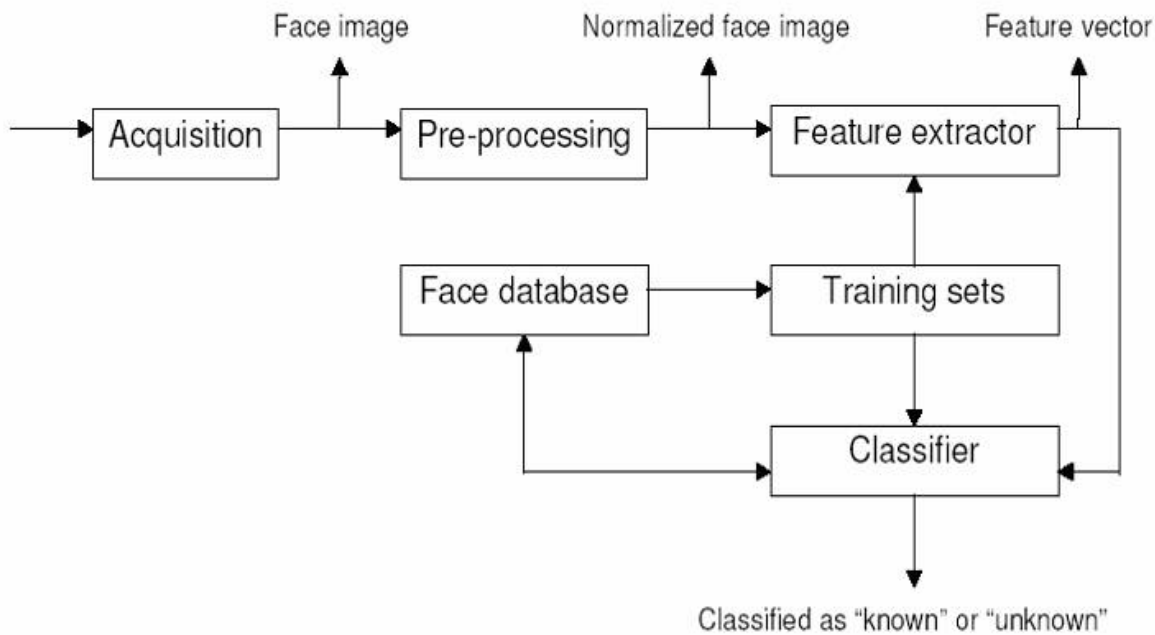 Face image
Normalized face image
Feature vector
Acquisition
Pre-processing
Feature extractor
Face database
Training sets
Classifier
Classified as “known” or “unknown”